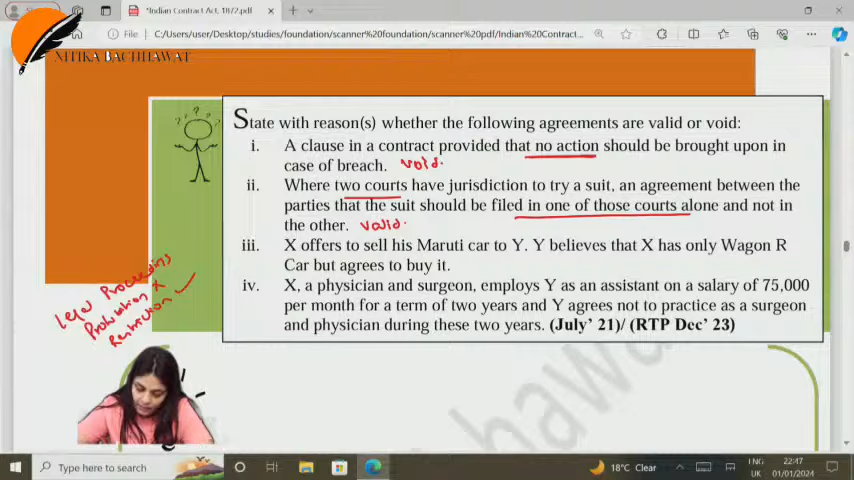 *Indian Contract Act, 1872.pdf
File
C:/Users/user/Desktop/studies/foundation/scanner%20foundation/scanner%20pdf/Indian%20Contract...
NITIKA BACHHAWAT
? ? ?
State with reason(s) whether the following agreements are valid or void:
i. A clause in a contract provided that no action should be brought upon in
case of breach. void.
ii. Where two courts have jurisdiction to try a suit, an agreement between the
parties that the suit should be filed in one of those courts alone and not in
the other. valid.
iii. X offers to sell his Maruti car to Y. Y believes that X has only Wagon R
Car but agrees to buy it.
iv. X, a physician and surgeon, employs Y as an assistant on a salary of 75,000
per month for a term of two years and Y agrees not to practice as a surgeon
and physician during these two years. (July' 21)/ (RTP Dec' 23)
Legal Proceeding
Prohibition X
Restriction ✓
Type here to search
18°C Clear
ENG
UK
22:47
01/01/2024